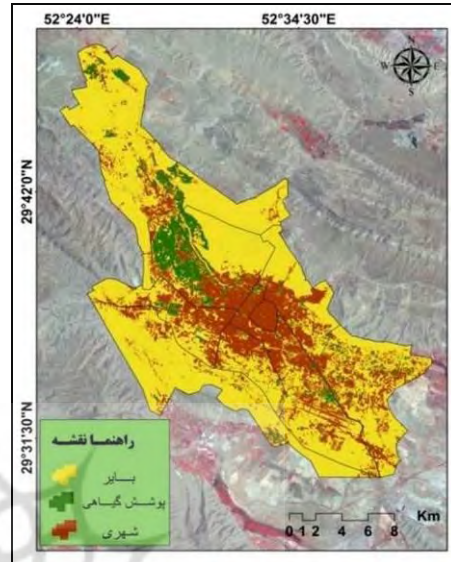 52°24'0"E 52°34'30"E
N
W E
S
29°42'0"N
29°31'30"N
راهنما نقشه
بایر
پوشش گیاهی
شهری
Km
0 1 2 4 6 8